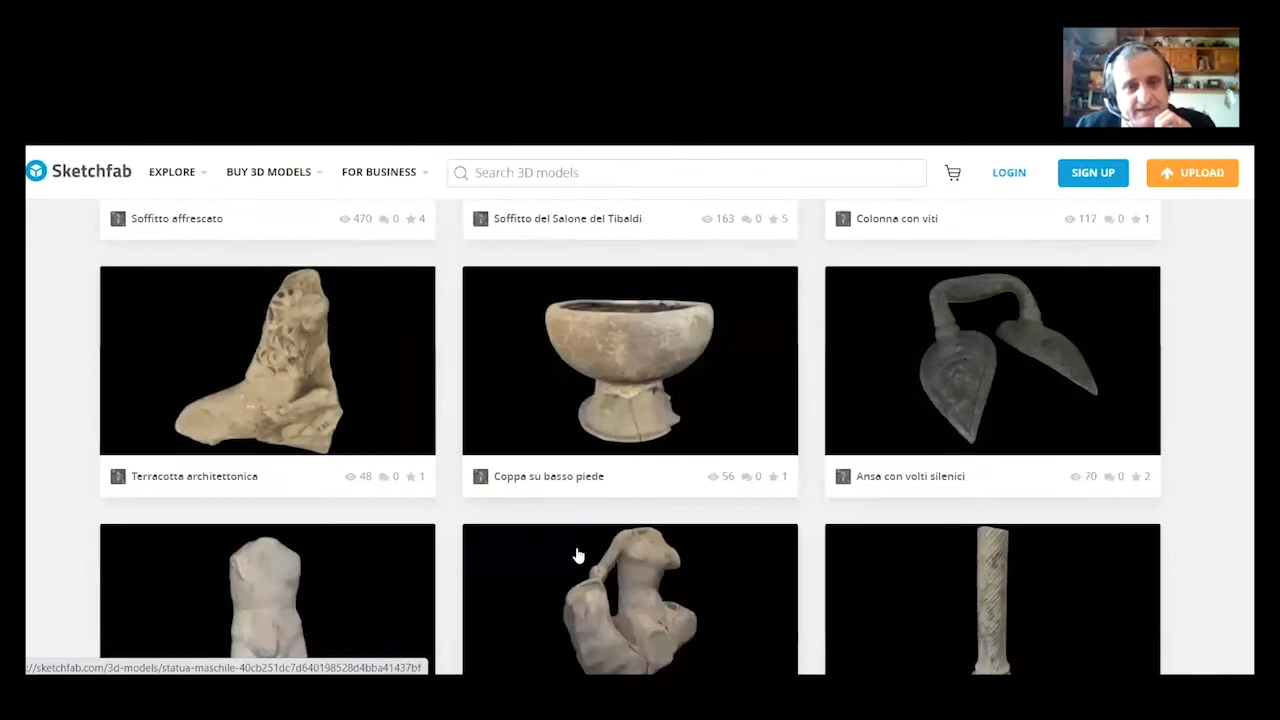 Sketchfab EXPLORE BUY 3D MODELS FOR BUSINESS Search 3D models LOGIN SIGN UP UPLOAD
Soffitto affrescato 470 0 4
Soffitto del Salone del Tibaldi 163 0 5
Colonna con viti 117 0 1
Terracotta architettonica 48 0 1
Coppa su basso piede 56 0 1
Ansa con volti silenici 70 0 2
://sketchfab.com/3d-models/statua-maschile-40cb251dc7d640198528d4bba41437bf